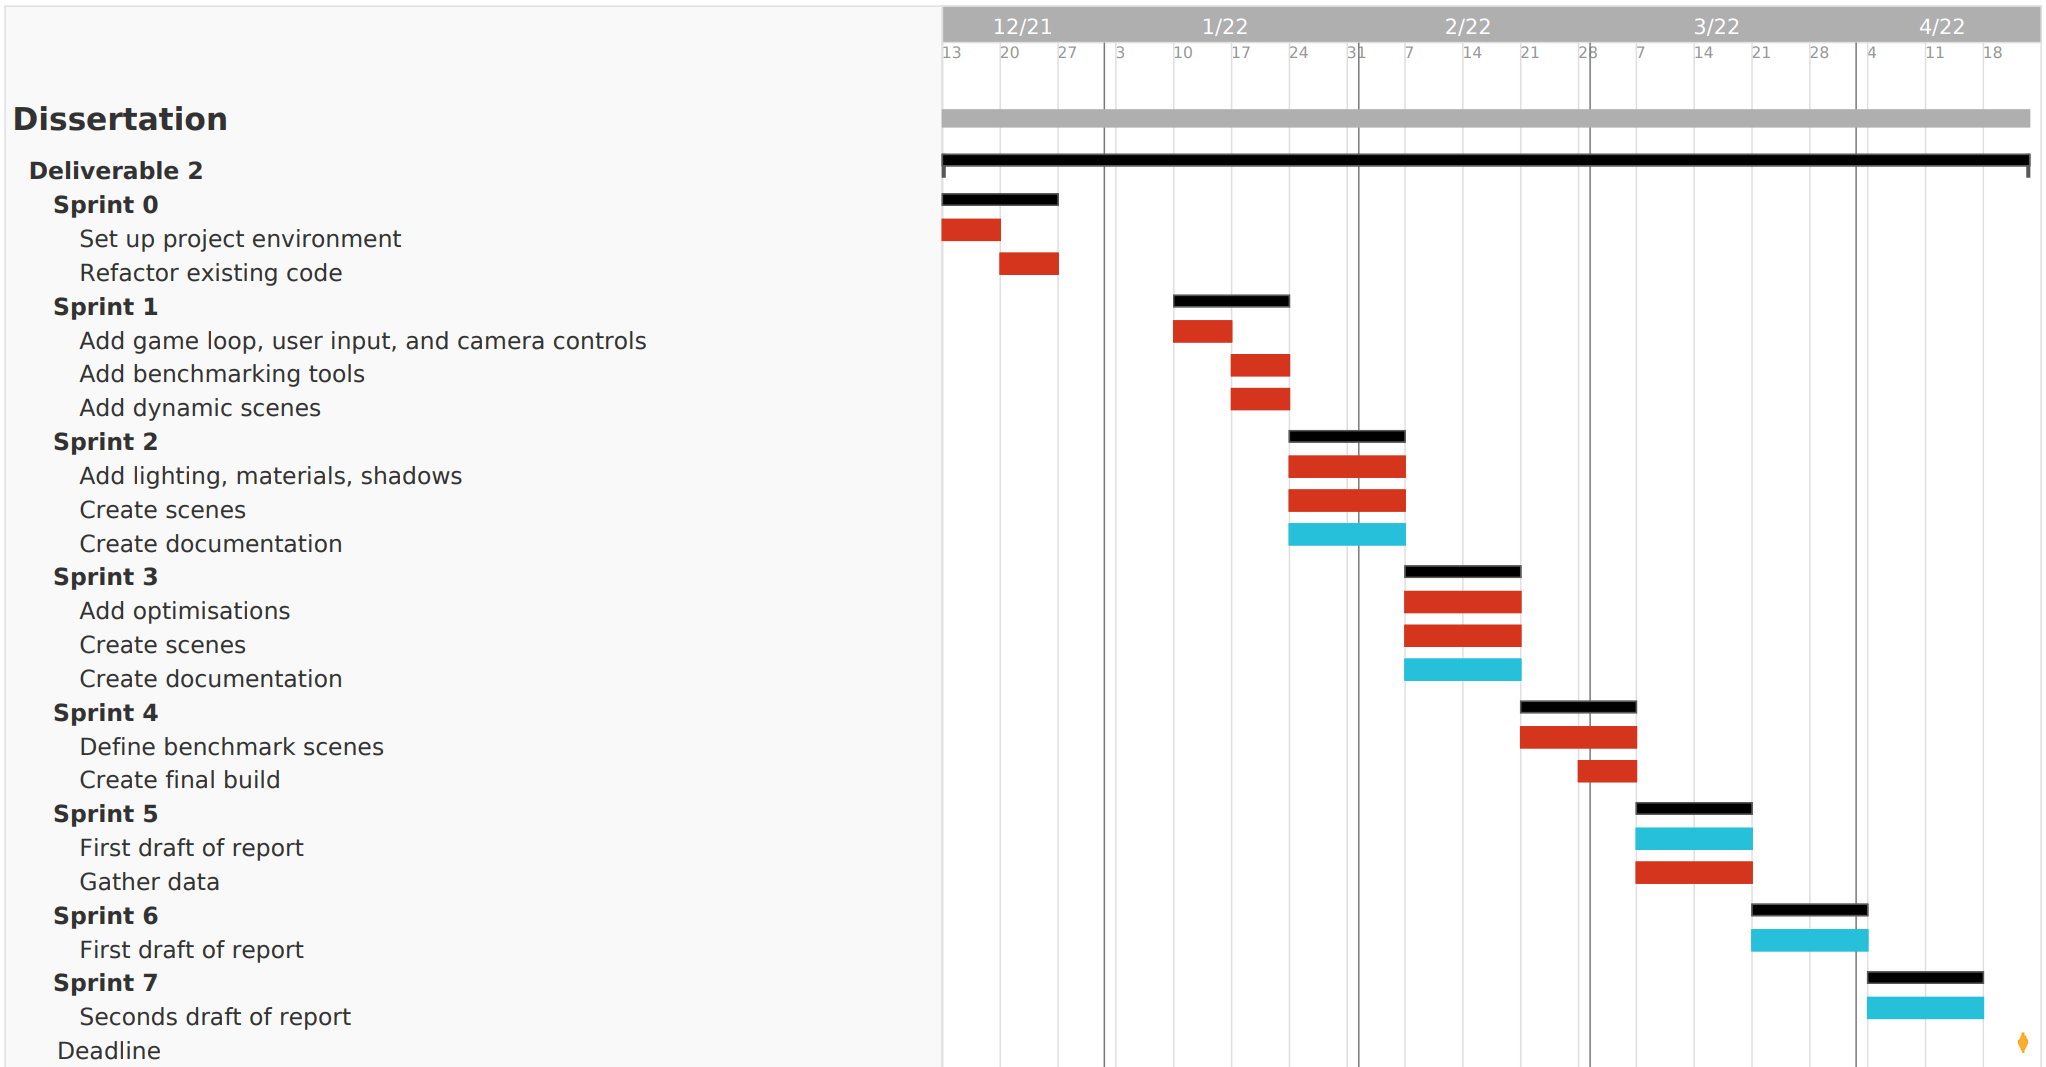 12/21 1/22 2/22 3/22 4/22
13 20 27 3 10 17 24 31 7 14 21 28 7 14 21 28 4 11 18
Dissertation
Deliverable 2
Sprint 0
Set up project environment
Refactor existing code
Sprint 1
Add game loop, user input, and camera controls
Add benchmarking tools
Add dynamic scenes
Sprint 2
Add lighting, materials, shadows
Create scenes
Create documentation
Sprint 3
Add optimisations
Create scenes
Create documentation
Sprint 4
Define benchmark scenes
Create final build
Sprint 5
First draft of report
Gather data
Sprint 6
First draft of report
Sprint 7
Seconds draft of report
Deadline